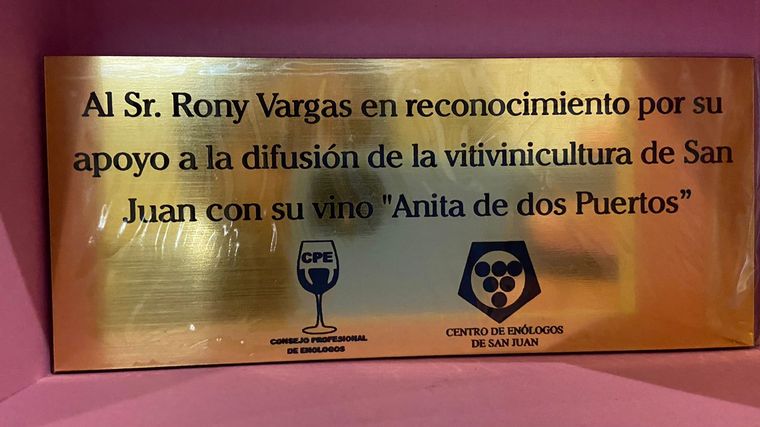 Al Sr. Rony Vargas en reconocimiento por su
apoyo a la difusión de la vitivinicultura de San
Juan con su vino "Anita de dos Puertos”
CPE
CONSEJO PROFESIONAL
DE ENOLOGOS
CENTRO DE ENÓLOGOS
DE SAN JUAN